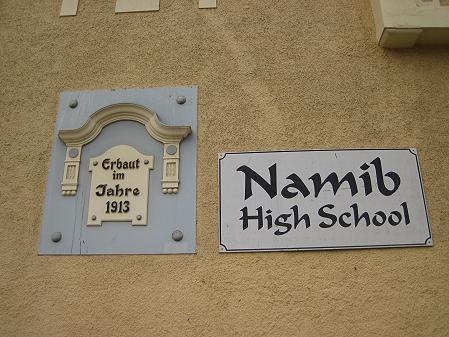 Erbaut
im
Jahre
1913
Namib
High School